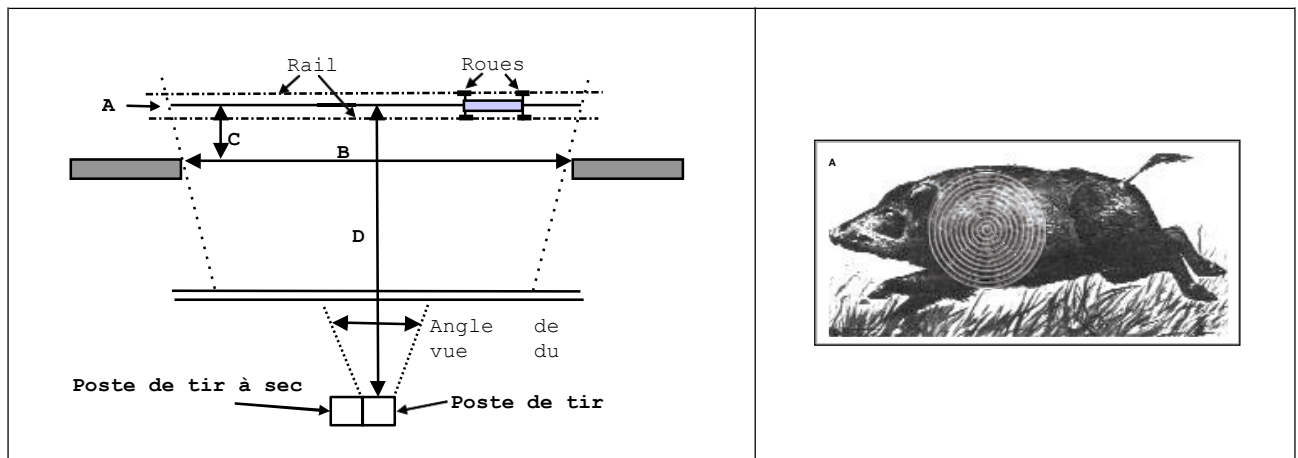 Rail
Roues
A
C
B
D
Angle de
vue du
Poste de tir à sec
Poste de tir
A